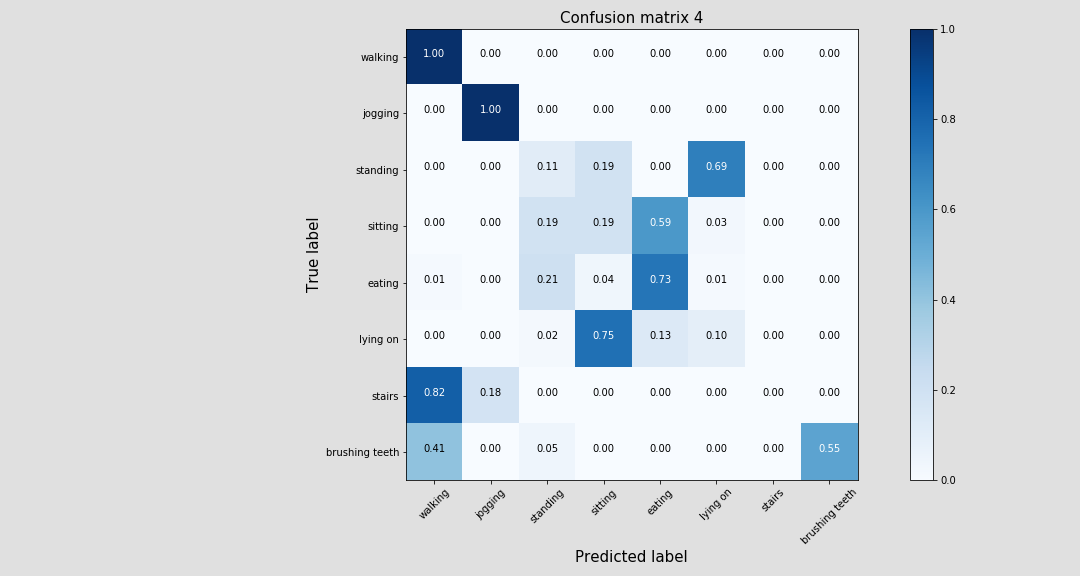 Confusion matrix 4
walking 1.00 0.00 0.00 0.00 0.00 0.00 0.00 0.00
jogging 0.00 1.00 0.00 0.00 0.00 0.00 0.00 0.00
standing 0.00 0.00 0.11 0.19 0.00 0.69 0.00 0.00
sitting 0.00 0.00 0.19 0.19 0.59 0.03 0.00 0.00
eating 0.01 0.00 0.21 0.04 0.73 0.01 0.00 0.00
lying on 0.00 0.00 0.02 0.75 0.13 0.10 0.00 0.00
stairs 0.82 0.18 0.00 0.00 0.00 0.00 0.00 0.00
brushing teeth 0.41 0.00 0.05 0.00 0.00 0.00 0.00 0.55
walking jogging standing sitting eating lying on stairs brushing teeth
True label
Predicted label
1.0
0.8
0.6
0.4
0.2
0.0